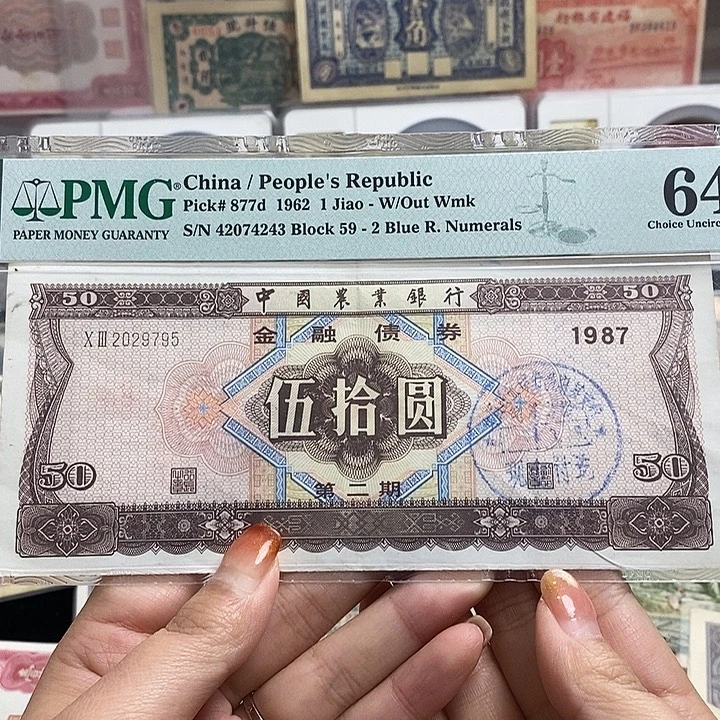 PMG®
PAPER MONEY GUARANTY
China / People's Republic
Pick# 877d 1962 1 Jiao - W/Out Wmk
S/N 42074243 Block 59 - 2 Blue R. Numerals
64
Choice Uncirc
50 中國農業銀行 50
XIII 2029795
金融債券
1987
伍拾圆
50
50
第二期